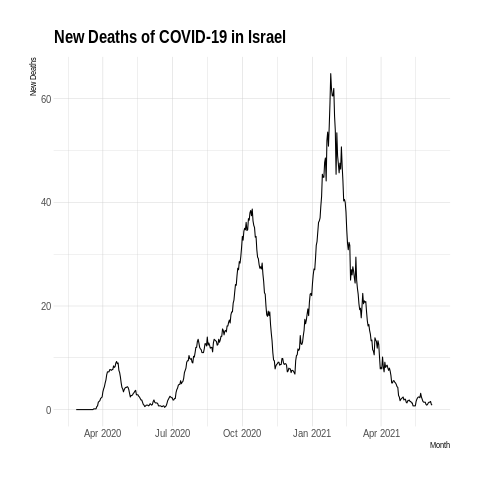 New Deaths of COVID-19 in Israel
New Deaths
60
40
20
0
Apr 2020 Jul 2020 Oct 2020 Jan 2021 Apr 2021
Month